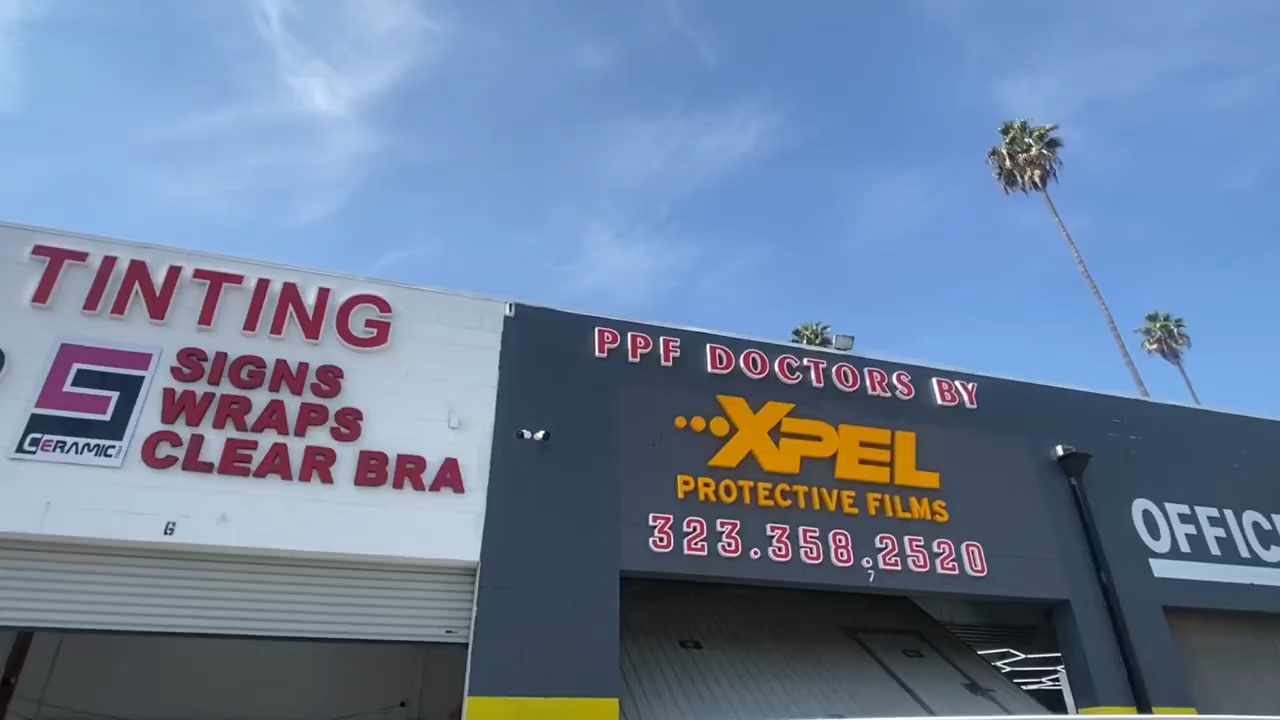 TINTING
SIGNS
WRAPS
CLEAR BRA
CERAMIC
G
PPF DOCTORS BY
XPEL
PROTECTIVE FILMS
323.358.2520
7
OFFIC